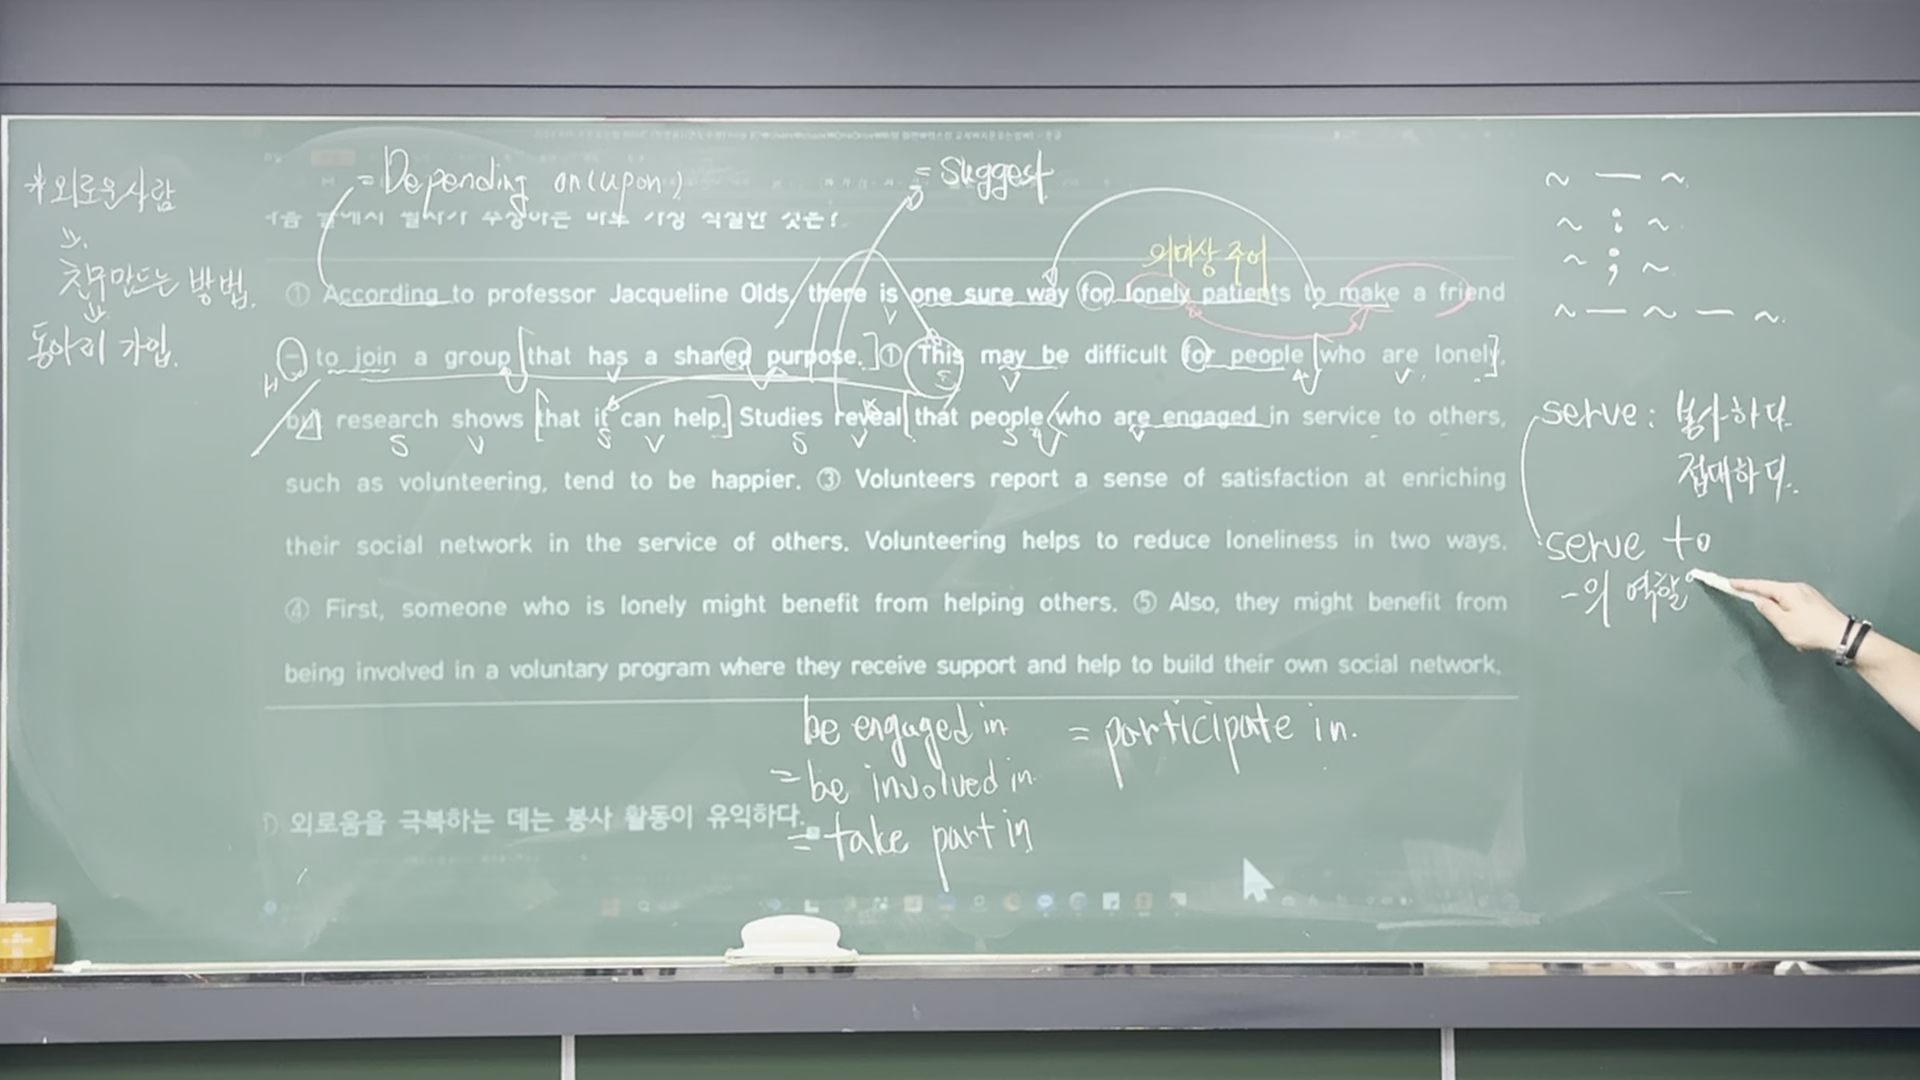 *외로운사람
친구만드는 방법.
동아리 가입.
= Depending on(upon)
= Suggest
의미상 주어
① According to professor Jacqueline Olds, there is one sure way for lonely patients to make a friend
– to join a group that has a shared purpose. ① This may be difficult for people who are lonely,
but research shows that it can help. Studies reveal that people who are engaged in service to others,
S V S V S V S V
such as volunteering, tend to be happier. ③ Volunteers report a sense of satisfaction at enriching
their social network in the service of others. Volunteering helps to reduce loneliness in two ways.
④ First, someone who is lonely might benefit from helping others. ⑤ Also, they might benefit from
being involved in a voluntary program where they receive support and help to build their own social network.
be engaged in = participate in.
= be involved in.
= take part in
외로움을 극복하는 데는 봉사 활동이 유익하다.
~ — ~
~ : ~
~ ; ~
~ — ~ — ~
serve: 봉사하다.
접대하다.
serve to
-의 역할